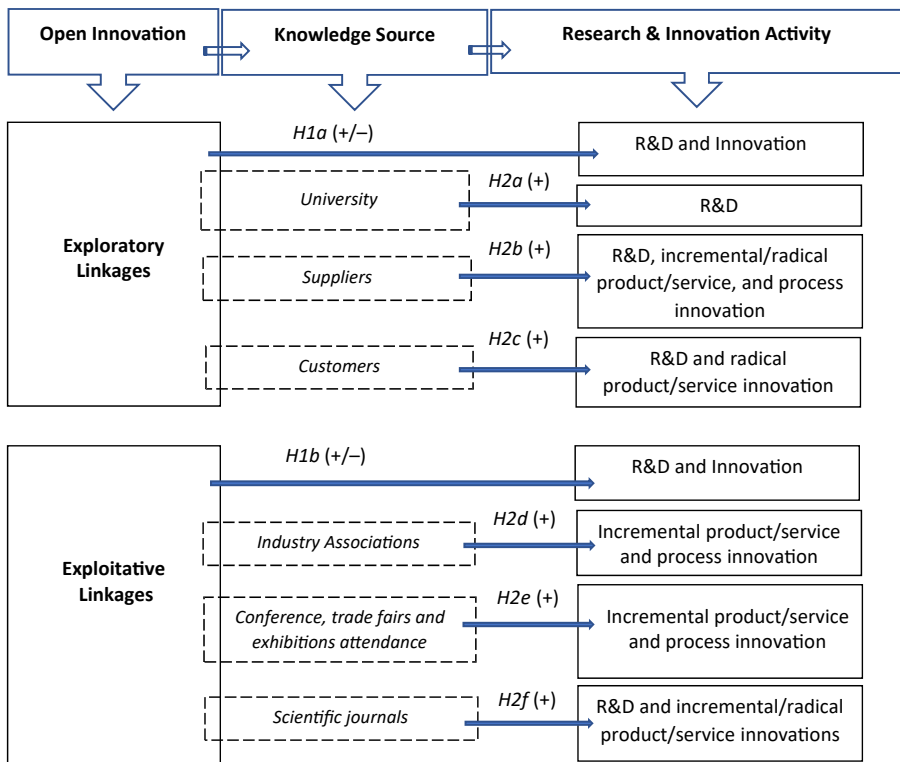 Open Innovation
Knowledge Source
Research & Innovation Activity
H1a (+/–)
R&D and Innovation
University
H2a (+)
R&D
Exploratory
Linkages
Suppliers
H2b (+)
R&D, incremental/radical
product/service, and process
innovation
Customers
H2c (+)
R&D and radical
product/service innovation
H1b (+/–)
R&D and Innovation
Exploitative
Linkages
Industry Associations
H2d (+)
Incremental product/service
and process innovation
Conference, trade fairs and
exhibitions attendance
H2e (+)
Incremental product/service
and process innovation
Scientific journals
H2f (+)
R&D and incremental/radical
product/service innovations